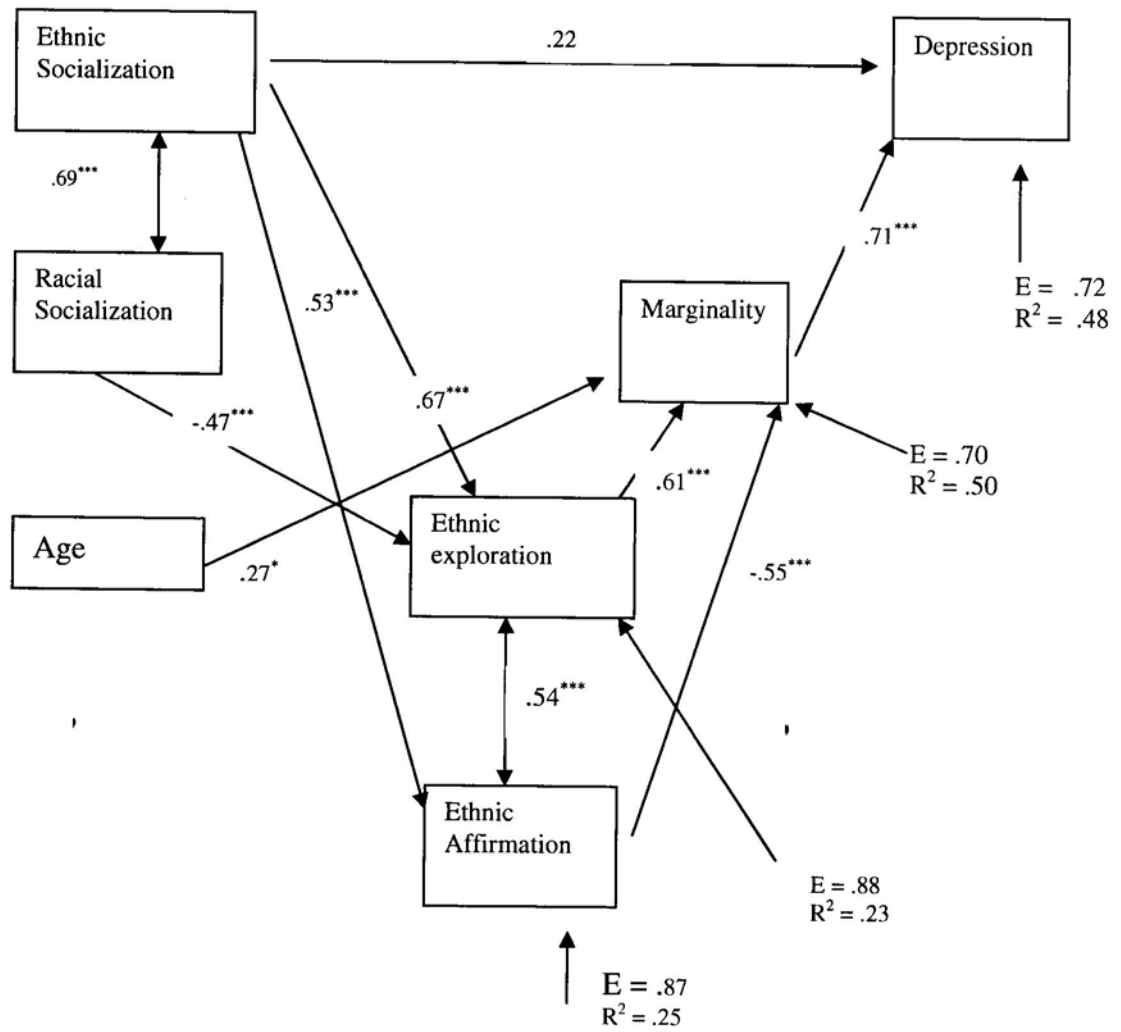 Ethnic
Socialization
.22
Depression
.69***
Racial
Socialization
.53***
.71***
Marginality
E = .72
R² = .48
-.47***
.67***
.61***
E = .70
R² = .50
Age
.27*
Ethnic
exploration
-.55***
.54***
Ethnic
Affirmation
E = .88
R² = .23
E = .87
R² = .25